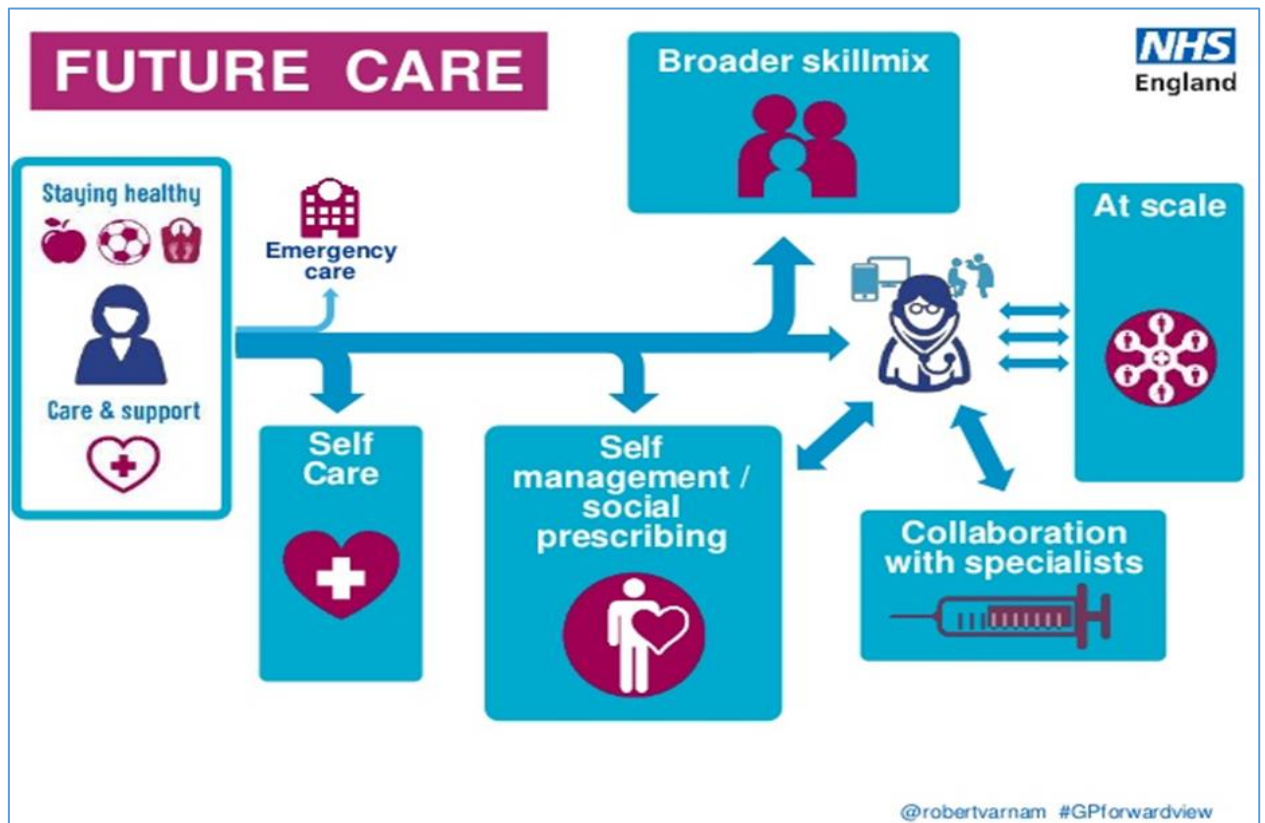 FUTURE CARE
NHS
England
Broader skillmix
Staying healthy
Emergency
care
At scale
Care & support
Self
Care
Self
management /
social
prescribing
Collaboration
with specialists
@robertvarnam #GPforwardview